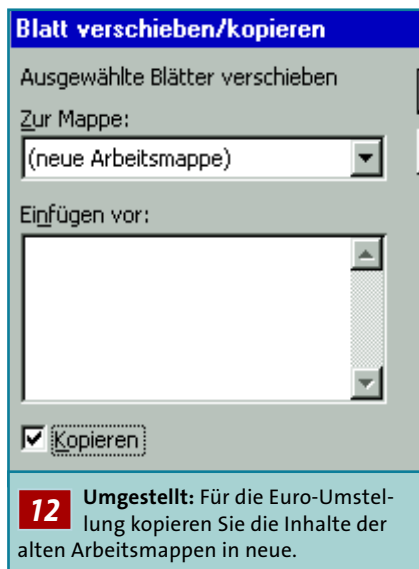 Blatt verschieben/kopieren
Ausgewählte Blätter verschieben
Zur Mappe:
(neue Arbeitsmappe)
Einfügen vor:
Kopieren
12 Umgestellt: Für die Euro-Umstel-
lung kopieren Sie die Inhalte der
alten Arbeitsmappen in neue.